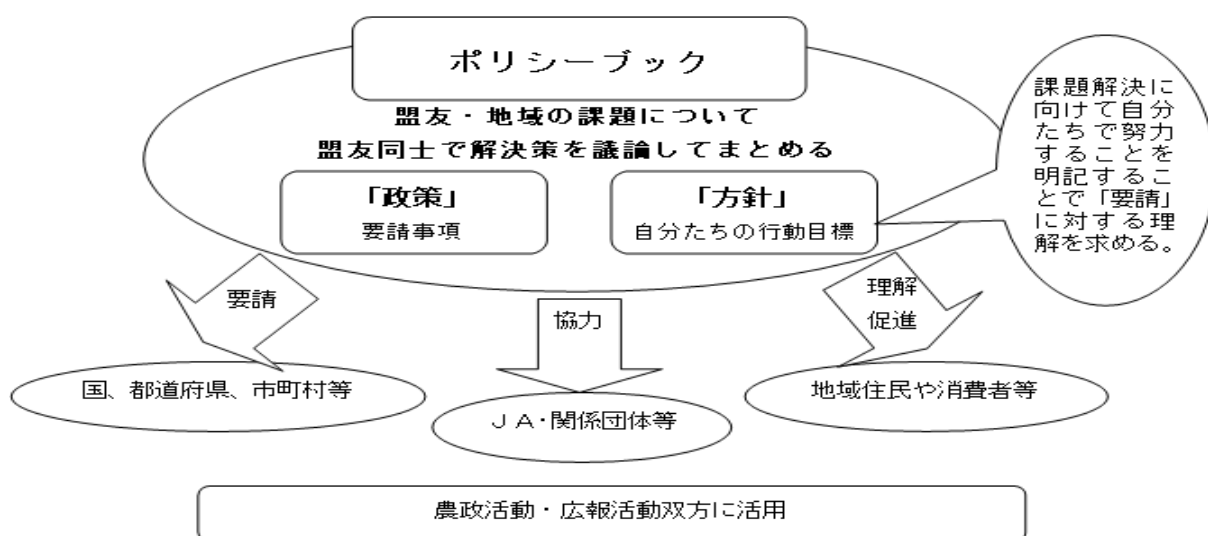 ポリシーブック
盟友・地域の課題について
盟友同士で解決策を議論してまとめる
「政策」
要請事項
「方針」
自分たちの行動目標
課題解決に
向けて自分
たちで努力
することを
明記するこ
とで「要請」
に対する理
解を求める。
要請
協力
理解
促進
国、都道府県、市町村等
ＪＡ・関係団体等
地域住民や消費者等
農政活動・広報活動双方に活用